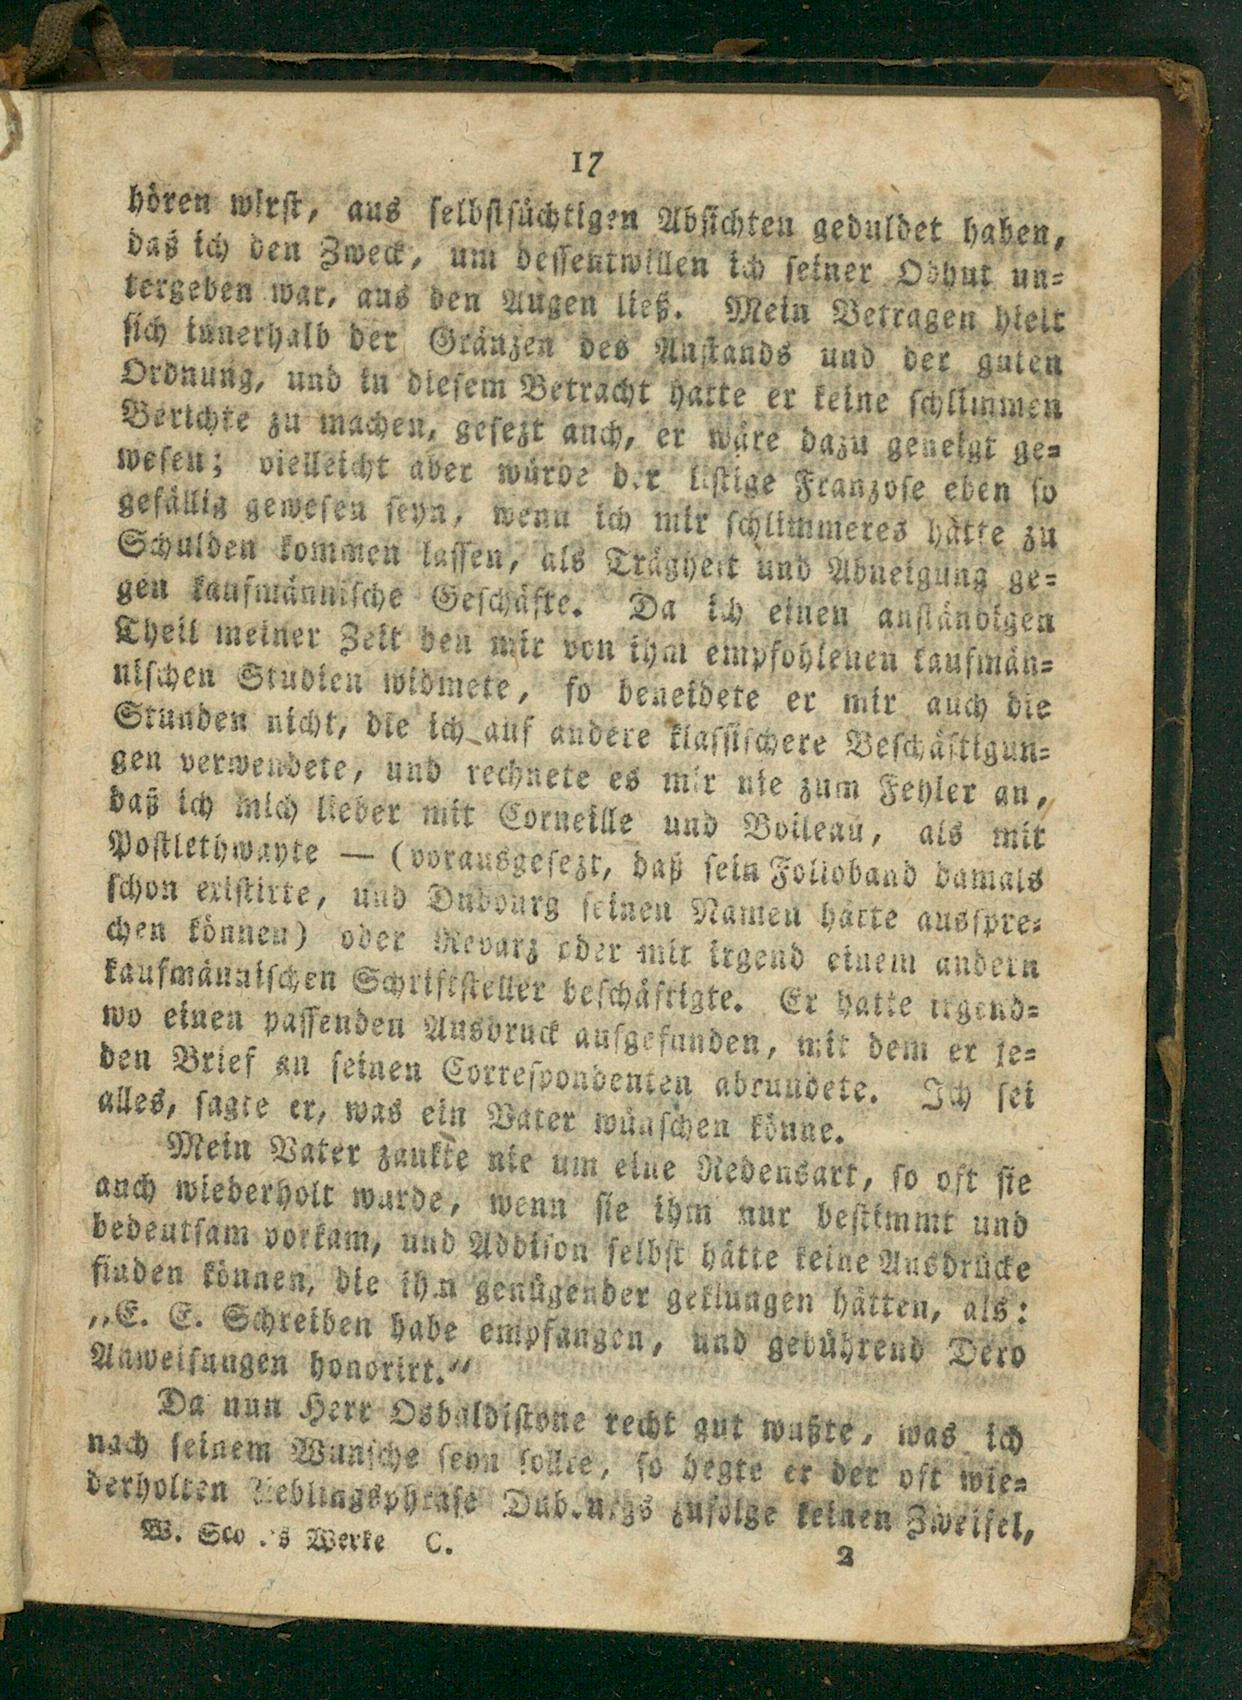 17
hören wirst, aus selbstsüchtigen Absichten geduldet haben,
daß ich den Zweck, um dessentwillen ich seiner Obhut un-
tergeben war, aus den Augen ließ. Mein Betragen hielt
sich innerhalb der Gränzen des Anstands und der guten
Ordnung, und in diesem Betracht hatte er keine schlimmen
Berichte zu machen, gesezt auch, er wäre dazu geneigt ge-
wesen; vielleicht aber würde der listige Franzose eben so
gefällig gewesen seyn, wenn ich mir schlimmeres hätte zu
Schulden kommen lassen, als Trägheit und Abneigung ge-
gen kaufmännische Geschäfte. Da ich einen anständigen
Theil meiner Zeit den mir von ihm empfohlenen kaufmän-
nischen Studien widmete, so beneidete er mir auch die
Stunden nicht, die ich auf andere klassischere Beschäftigun-
gen verwendete, und rechnete es mir nie zum Fehler an,
daß ich mich lieber mit Corneille und Boileau, als mit
Postlethwayte — (vorausgesezt, daß sein Folioband damals
schon existirte, und Dubourg seinen Namen hätte ausspre-
chen können) oder Revarz oder mit irgend einem andern
kaufmännischen Schriftsteller beschäftigte. Er hatte irgend-
wo einen passenden Ausdruck aufgefunden, mit dem er je-
den Brief an seinen Correspondenten abrundete. Ich sei
alles, sagte er, was ein Vater wünschen könne.
Mein Vater zankte nie um eine Redensart, so oft sie
auch wiederholt wurde, wenn sie ihm nur bestimmt und
bedeutsam vorkam, und Addison selbst hätte keine Ausdrücke
finden können, die ihm genügender geklungen hätten, als:
„E. E. Schreiben habe empfangen, und gebührend Dero
Anweisungen honorirt.“
Da nun Herr Osbaldistone recht gut wußte, was ich
nach seinem Wunsche seyn sollte, so hegte er der oft wie-
derholten Lieblingsphrase Dubourgs zufolge keinen Zweifel,
W. Scott's Werke C. 2